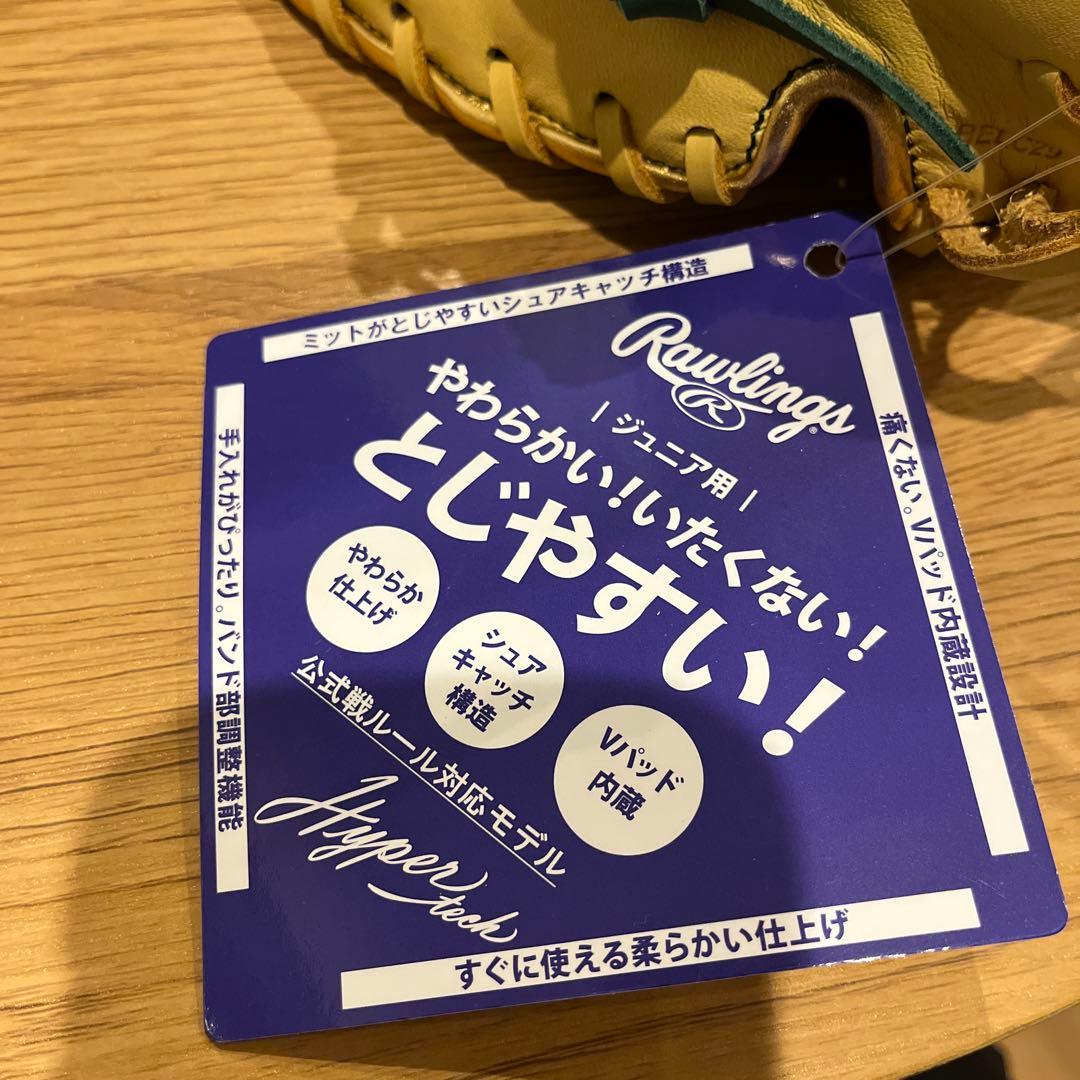 BEL-C29
ミットがとじやすいシュアキャッチ構造
Rawlings
R
ジュニア用
やわらかい!いたくない!
とじやすい!
やわらか
仕上げ
シュア
キャッチ
構造
Vパッド
内蔵
公式戦ルール対応モデル
Hyper
tech
手入れがぴったり。バンド部調整機能
痛くない。Vパッド内蔵設計
すぐに使える柔らかい仕上げ